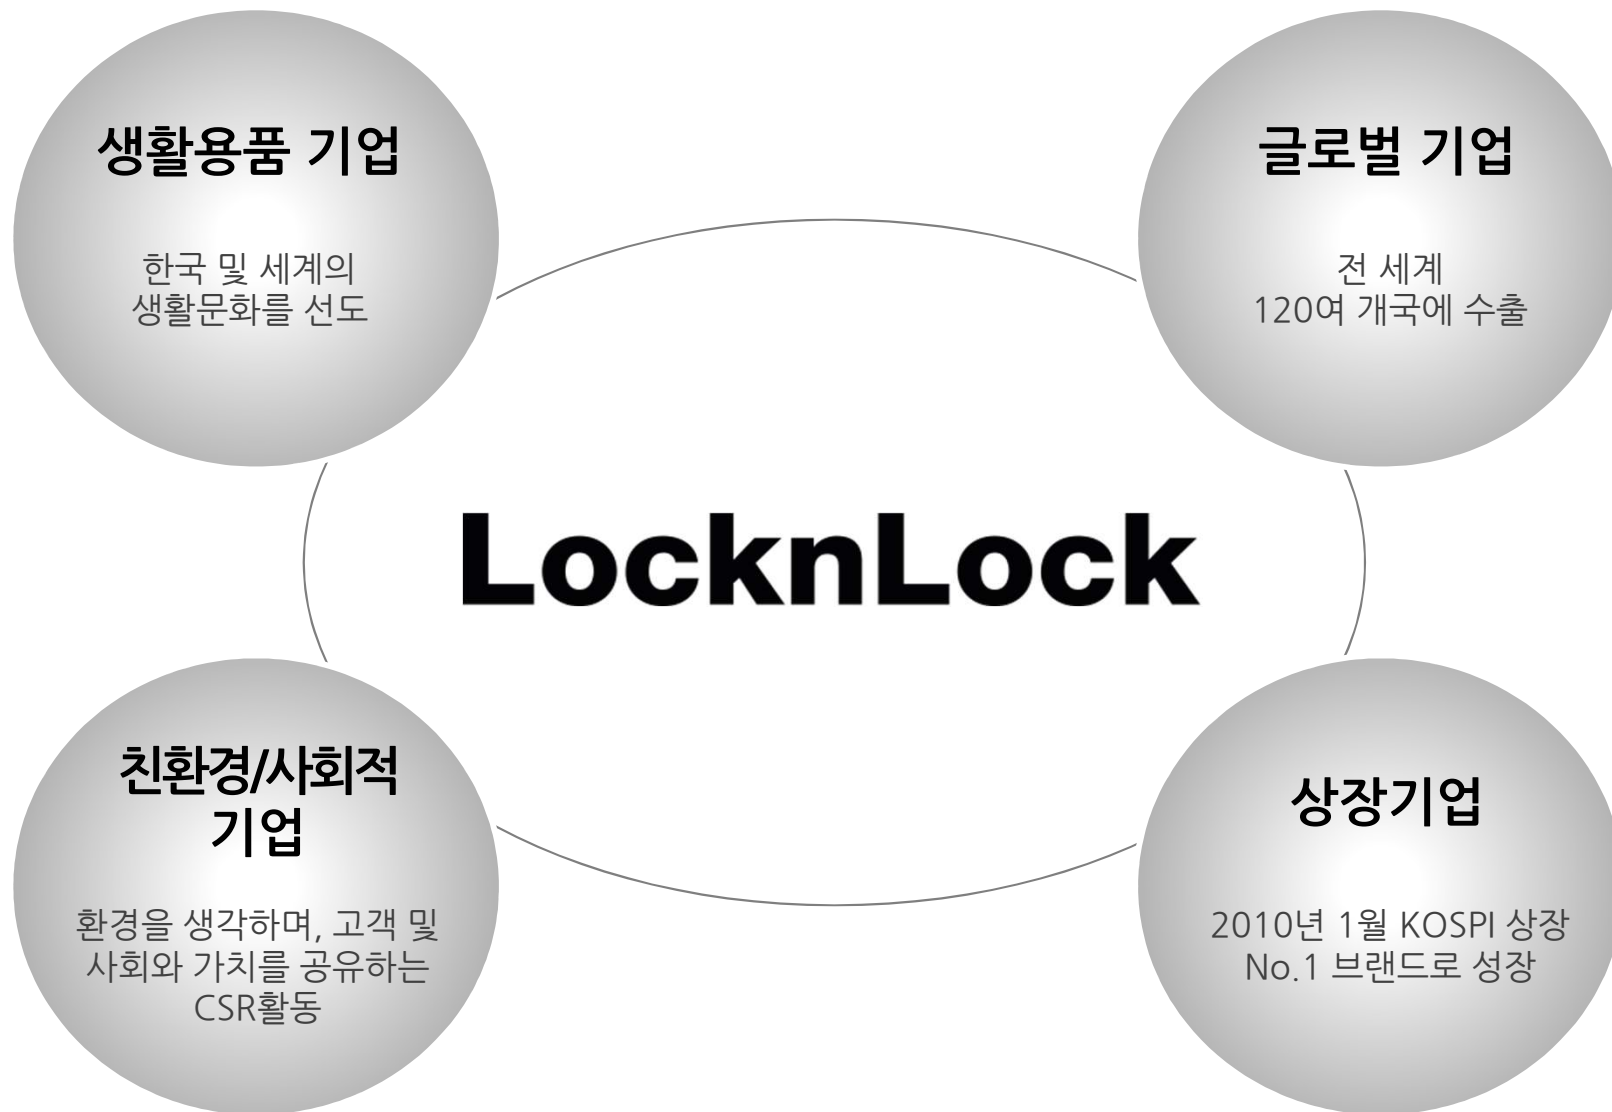 생활용품 기업
한국 및 세계의
생활문화를 선도
글로벌 기업
전 세계
120여 개국에 수출
LocknLock
친환경/사회적
기업
환경을 생각하며, 고객 및
사회와 가치를 공유하는
CSR활동
상장기업
2010년 1월 KOSPI 상장
No.1 브랜드로 성장